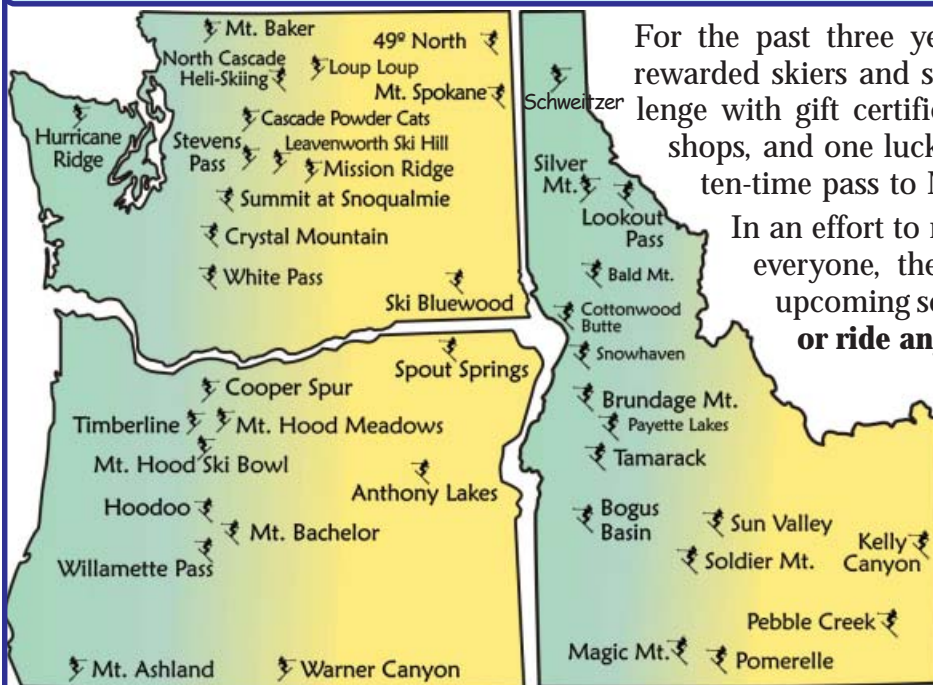 Mt. Baker
49º North
North Cascade
Heli-Skiing
Loup Loup
Mt. Spokane
Cascade Powder Cats
Hurricane
Ridge
Stevens
Pass
Leavenworth Ski Hill
Mission Ridge
Summit at Snoqualmie
Crystal Mountain
White Pass
Ski Bluewood
Spout Springs
Cooper Spur
Timberline
Mt. Hood Meadows
Mt. Hood Ski Bowl
Anthony Lakes
Hoodoo
Mt. Bachelor
Willamette Pass
Mt. Ashland
Warner Canyon
Schweitzer
Silver
Mt.
Lookout
Pass
Bald Mt.
Cottonwood
Butte
Snowhaven
Brundage Mt.
Payette Lakes
Tamarack
Bogus
Basin
Sun Valley
Soldier Mt.
Kelly
Canyon
Pebble Creek
Magic Mt.
Pomerelle
For the past three ye
rewarded skiers and s
lenge with gift certific
shops, and one luck
ten-time pass to
In an effort to
everyone, the
upcoming se
or ride an